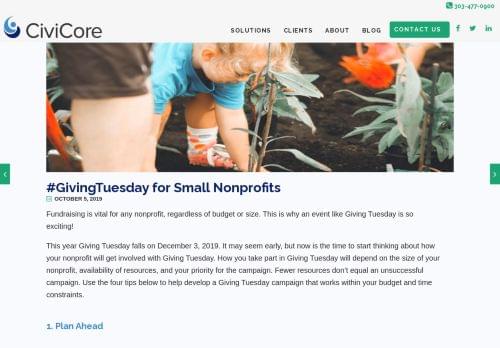 303-477-0900
CiviCore
SOLUTIONS
CLIENTS
ABOUT
BLOG
CONTACT US
#GivingTuesday for Small Nonprofits
OCTOBER 5, 2019
Fundraising is vital for any nonprofit, regardless of budget or size. This is why an event like Giving Tuesday is so
exciting!
This year Giving Tuesday falls on December 3, 2019. It may seem early, but now is the time to start thinking about how
your nonprofit will get involved with Giving Tuesday. How you take part in Giving Tuesday will depend on the size of your
nonprofit, availability of resources, and your priority for the campaign. Fewer resources don't equal an unsuccessful
campaign. Use the four tips below to help develop a Giving Tuesday campaign that works within your budget and time
constraints.
1. Plan Ahead